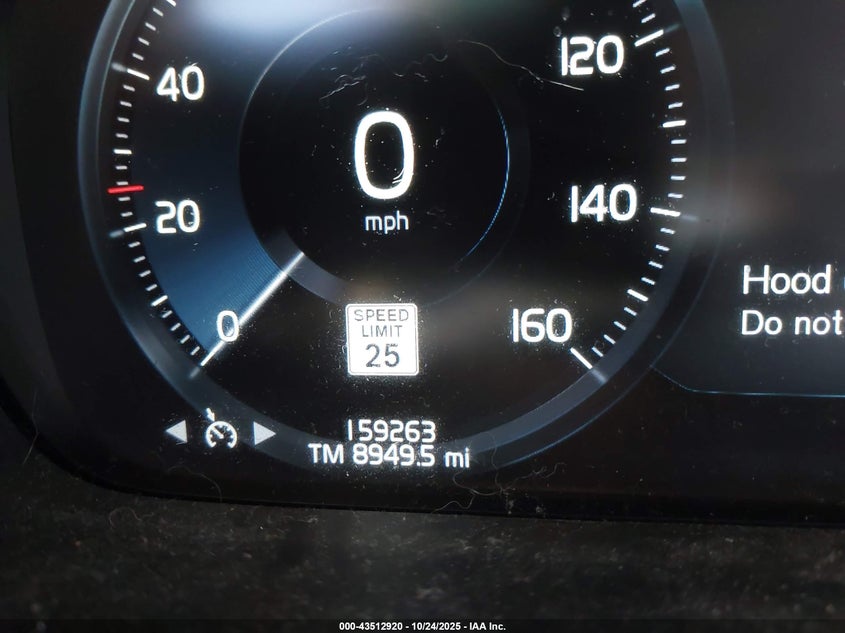 120
40
0
mph
20
140
Hood
Do not
0
SPEED
LIMIT
25
160
159263
TM 8949.5 mi
000-43512920 - 10/24/2025 - IAA Inc.